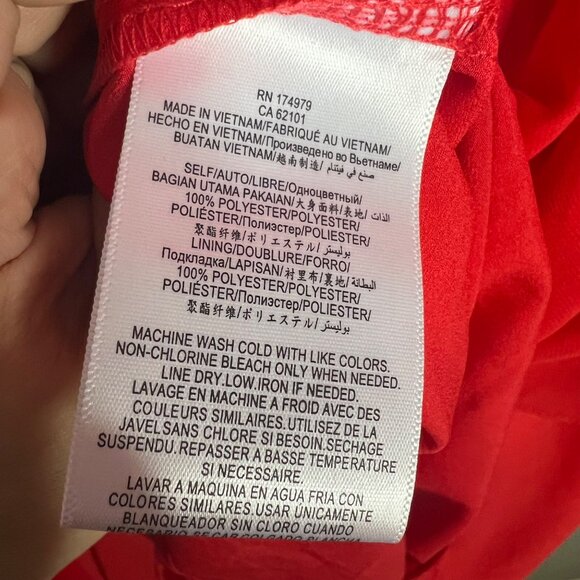 RN 174979
CA 62101
MADE IN VIETNAM/FABRIQUÉ AU VIETNAM/
HECHO EN VIETNAM/Произведено во Вьетнаме/
BUATAN VIETNAM/越南制造/ صنع في فيتنام
SELF/AUTO/LIBRE/Одноцветный/
BAGIAN UTAMA PAKAIAN/大身面料/表地/ الذات
100% POLYESTER/POLYESTER/
POLIÉSTER/Полиэстер/POLIESTER/
聚酯纤维/ポリエステル/بوليستر
LINING/DOUBLURE/FORRO/
Подкладка/LAPISAN/衬里布/裏地/البطانة
100% POLYESTER/POLYESTER/
POLIÉSTER/Полиэстер/POLIESTER/
聚酯纤维/ポリエステル/بوليستر
MACHINE WASH COLD WITH LIKE COLORS.
NON-CHLORINE BLEACH ONLY WHEN NEEDED.
LINE DRY.LOW.IRON IF NEEDED.
LAVAGE EN MACHINE A FROID AVEC DES
COULEURS SIMILAIRES.UTILISER DE
JAVEL SANS CHLORE SI BESOIN.SECHAGE
SUSPENDU.REPASSER A BASSE TEMPERATURE
SI NECESSAIRE.
LAVAR A MAQUINA EN AGUA FRIA CON
COLORES SIMILARES.USAR ÚNICAMENTE
BLANQUEADOR SIN CLORO CUANDO
NECESARIO SECAR COLGADO PLANCHA